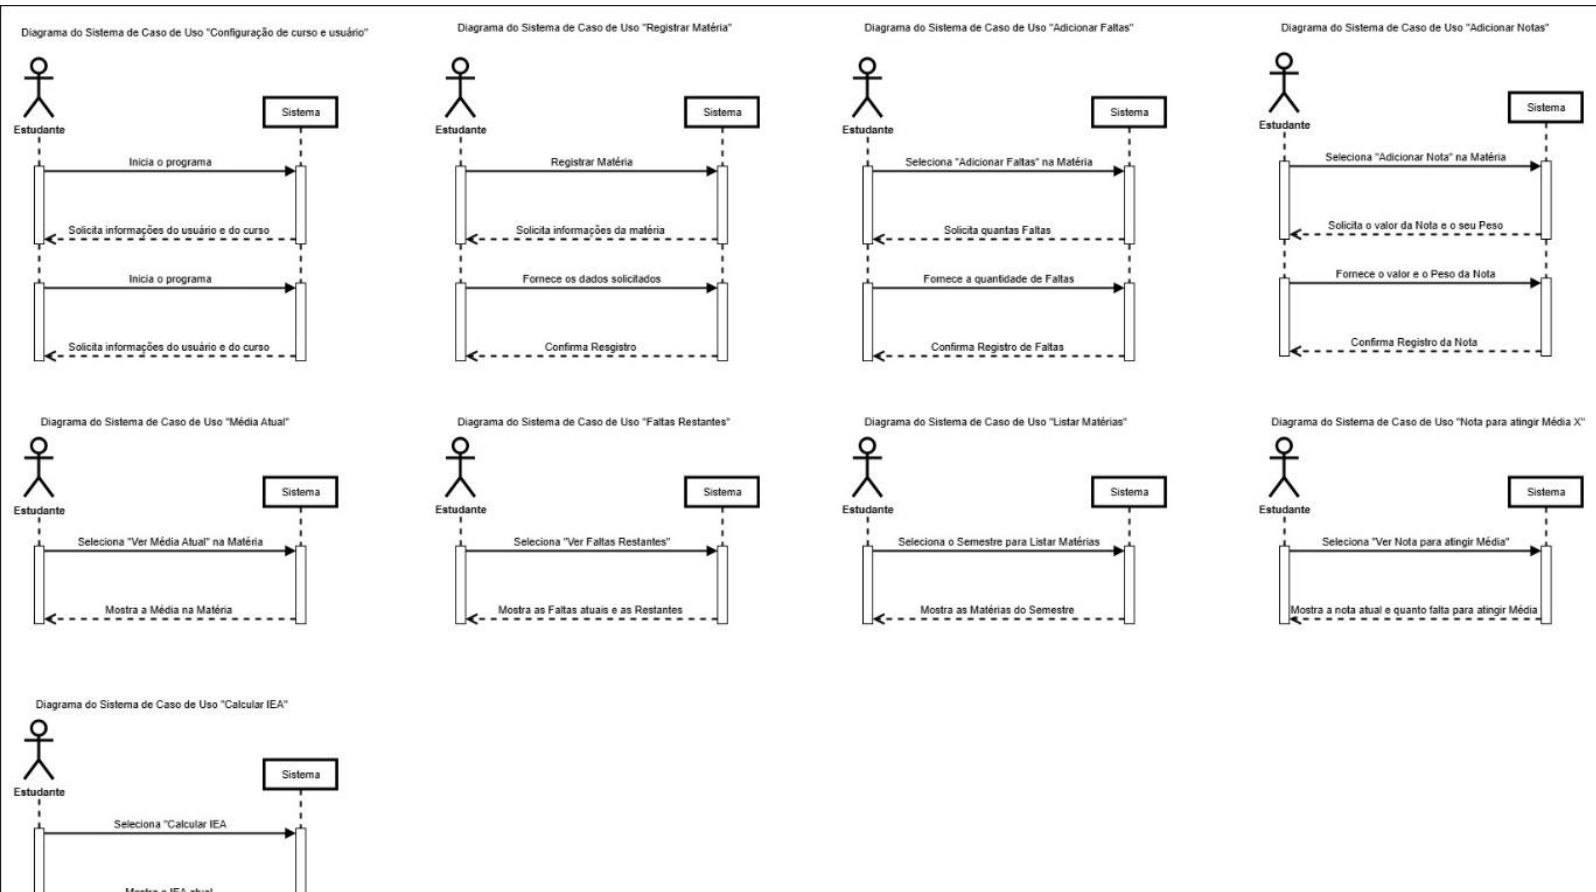 Diagrama do Sistema de Caso de Uso "Configuração de curso e usuário"
Estudante
Sistema
Inicia o programa
Solicita informações do usuário e do curso
Inicia o programa
Solicita informações do usuário e do curso
Diagrama do Sistema de Caso de Uso "Registrar Matéria"
Estudante
Sistema
Registrar Matéria
Solicita informações da matéria
Fornece os dados solicitados
Confirma Resgistro
Diagrama do Sistema de Caso de Uso "Adicionar Faltas"
Estudante
Sistema
Seleciona "Adicionar Faltas" na Matéria
Solicita quantas Faltas
Fornece a quantidade de Faltas
Confirma Registro de Faltas
Diagrama do Sistema de Caso de Uso "Adicionar Notas"
Estudante
Sistema
Seleciona "Adicionar Nota" na Matéria
Solicita o valor da Nota e o seu Peso
Fornece o valor e o Peso da Nota
Confirma Registro da Nota
Diagrama do Sistema de Caso de Uso "Média Atual"
Estudante
Sistema
Seleciona "Ver Média Atual" na Matéria
Mostra a Média na Matéria
Diagrama do Sistema de Caso de Uso "Faltas Restantes"
Estudante
Sistema
Seleciona "Ver Faltas Restantes"
Mostra as Faltas atuais e as Restantes
Diagrama do Sistema de Caso de Uso "Listar Matérias"
Estudante
Sistema
Seleciona o Semestre para Listar Matérias
Mostra as Matérias do Semestre
Diagrama do Sistema de Caso de Uso "Nota para atingir Média X"
Estudante
Sistema
Seleciona "Ver Nota para atingir Média"
Mostra a nota atual e quanto falta para atingir Média
Diagrama do Sistema de Caso de Uso "Calcular IEA"
Estudante
Sistema
Seleciona "Calcular IEA
Mostra o IEA atual